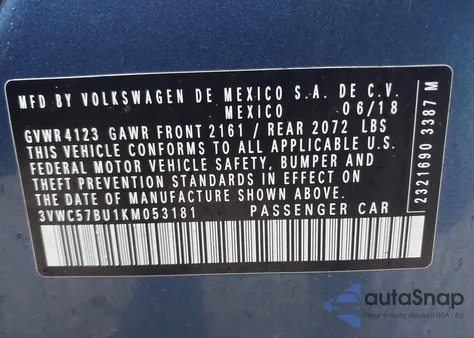 MFD BY VOLKSWAGEN DE MEXICO S.A. DE C.V.
MEXICO 06/18
GVWR 4123 GAWR FRONT 2161 / REAR 2072 LBS
THIS VEHICLE CONFORMS TO ALL APPLICABLE U.S.
FEDERAL MOTOR VEHICLE SAFETY, BUMPER AND
THEFT PREVENTION STANDARDS IN EFFECT ON
THE DATE OF MANUFACTURE SHOWN ABOVE
3VWC57BU1KM053181 PASSENGER CAR
2321690 3387 M
autoSnap